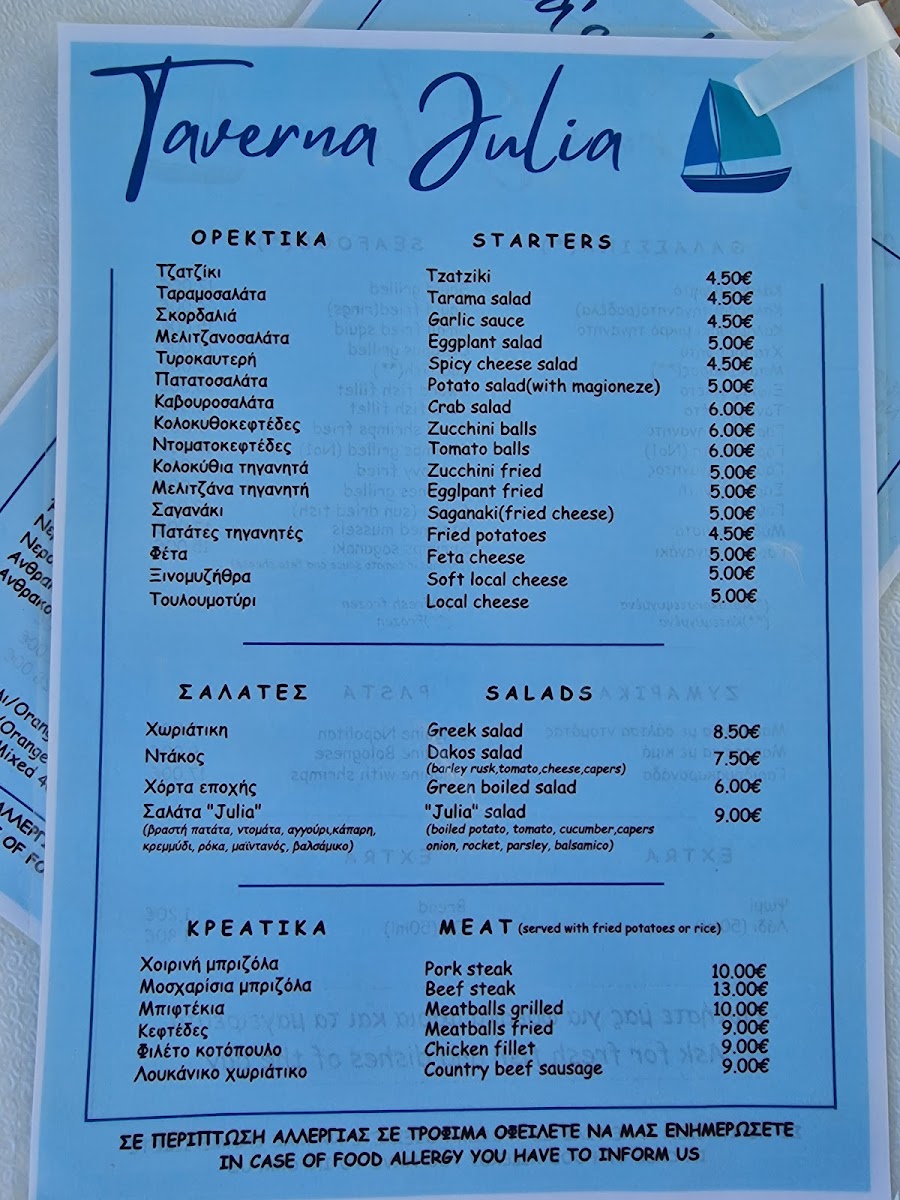 Taverna Julia
ΟΡΕΚΤΙΚΑ STARTERS
Τζατζίκι Tzatziki 4.50€
Ταραμοσαλάτα Tarama salad 4.50€
Σκορδαλιά Garlic sauce 4.50€
Μελιτζανοσαλάτα Eggplant salad 5.00€
Τυροκαυτερή Spicy cheese salad 4.50€
Πατατοσαλάτα Potato salad(with magioneze) 5.00€
Καβουροσαλάτα Crab salad 6.00€
Κολοκυθοκεφτέδες Zucchini balls 6.00€
Ντοματοκεφτέδες Tomato balls 6.00€
Κολοκύθια τηγανητά Zucchini fried 5.00€
Μελιτζάνα τηγανητή Egglpant fried 5.00€
Σαγανάκι Saganaki(fried cheese) 5.00€
Πατάτες τηγανητές Fried potatoes 4.50€
Φέτα Feta cheese 5.00€
Ξινομυζήθρα Soft local cheese 5.00€
Τουλουμοτύρι Local cheese 5.00€
ΣΑΛΑΤΕΣ SALADS
Χωριάτικη Greek salad 8.50€
Ντάκος Dakos salad 7.50€
(barley rusk,tomato,cheese,capers)
Χόρτα εποχής Green boiled salad 6.00€
Σαλάτα "Julia" "Julia" salad 9.00€
(βραστή πατάτα, ντομάτα, αγγούρι,κάπαρη, (boiled potato, tomato, cucumber,capers
κρεμμύδι, ρόκα, μαϊντανός, βαλσάμικο) onion, rocket, parsley, balsamico)
ΚΡΕΑΤΙΚΑ MEAT (served with fried potatoes or rice)
Χοιρινή μπριζόλα Pork steak 10.00€
Μοσχαρίσια μπριζόλα Beef steak 13.00€
Μπιφτέκια Meatballs grilled 10.00€
Κεφτέδες Meatballs fried 9.00€
Φιλέτο κοτόπουλο Chicken fillet 9.00€
Λουκάνικο χωριάτικο Country beef sausage 9.00€
ΣΕ ΠΕΡΙΠΤΩΣΗ ΑΛΛΕΡΓΙΑΣ ΣΕ ΤΡΟΦΙΜΑ ΟΦΕΙΛΕΤΕ ΝΑ ΜΑΣ ΕΝΗΜΕΡΩΣΕΤΕ
IN CASE OF FOOD ALLERGY YOU HAVE TO INFORM US